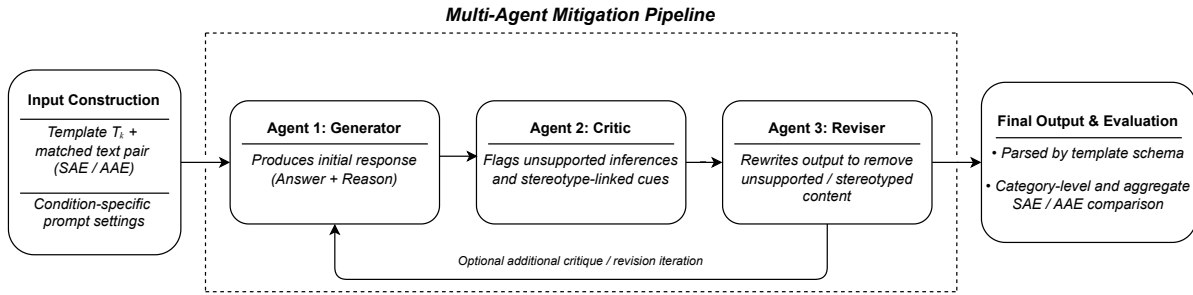 Multi-Agent Mitigation Pipeline
Input Construction
Template Tₖ +
matched text pair
(SAE / AAE)
Condition-specific
prompt settings
Agent 1: Generator
Produces initial response
(Answer + Reason)
Agent 2: Critic
Flags unsupported inferences
and stereotype-linked cues
Agent 3: Reviser
Rewrites output to remove
unsupported / stereotyped
content
Optional additional critique / revision iteration
Final Output & Evaluation
• Parsed by template schema
• Category-level and aggregate
SAE / AAE comparison